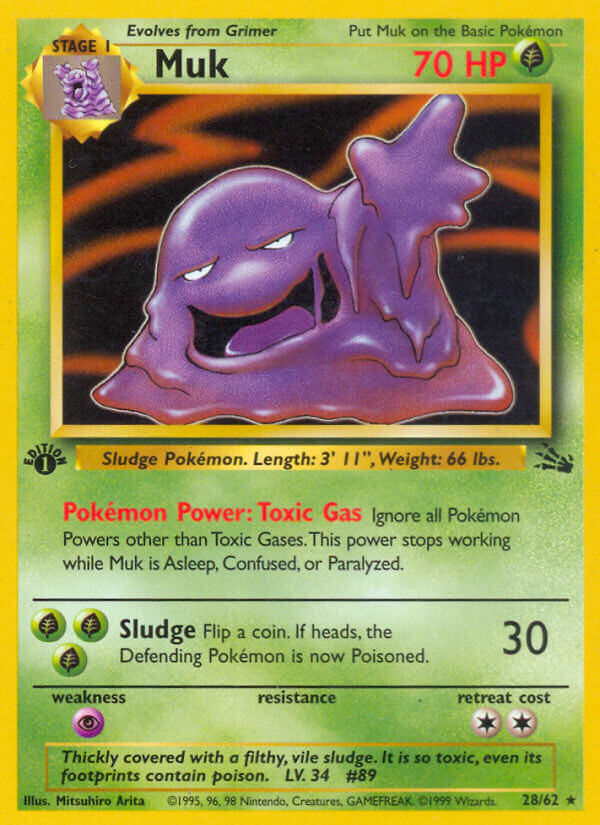 Evolves from Grimer
Put Muk on the Basic Pokémon
STAGE 1
Muk
70 HP
EDITION
1
Sludge Pokémon. Length: 3' 11", Weight: 66 lbs.
Pokémon Power: Toxic Gas Ignore all Pokémon
Powers other than Toxic Gases. This power stops working
while Muk is Asleep, Confused, or Paralyzed.
Sludge Flip a coin. If heads, the
Defending Pokémon is now Poisoned.
30
weakness
resistance
retreat cost
Thickly covered with a filthy, vile sludge. It is so toxic, even its
footprints contain poison. LV. 34 #89
Illus. Mitsuhiro Arita
©1995, 96, 98 Nintendo, Creatures, GAMEFREAK. ©1999 Wizards.
28/62 ★